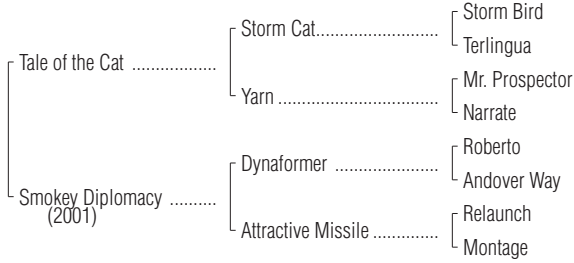 Storm Bird
Storm Cat........................
Terlingua
Tale of the Cat ..................
Mr. Prospector
Yarn ................................
Narrate
Roberto
Dynaformer .....................
Andover Way
Smokey Diplomacy ..........
(2001)
Relaunch
Attractive Missile.............
Montage